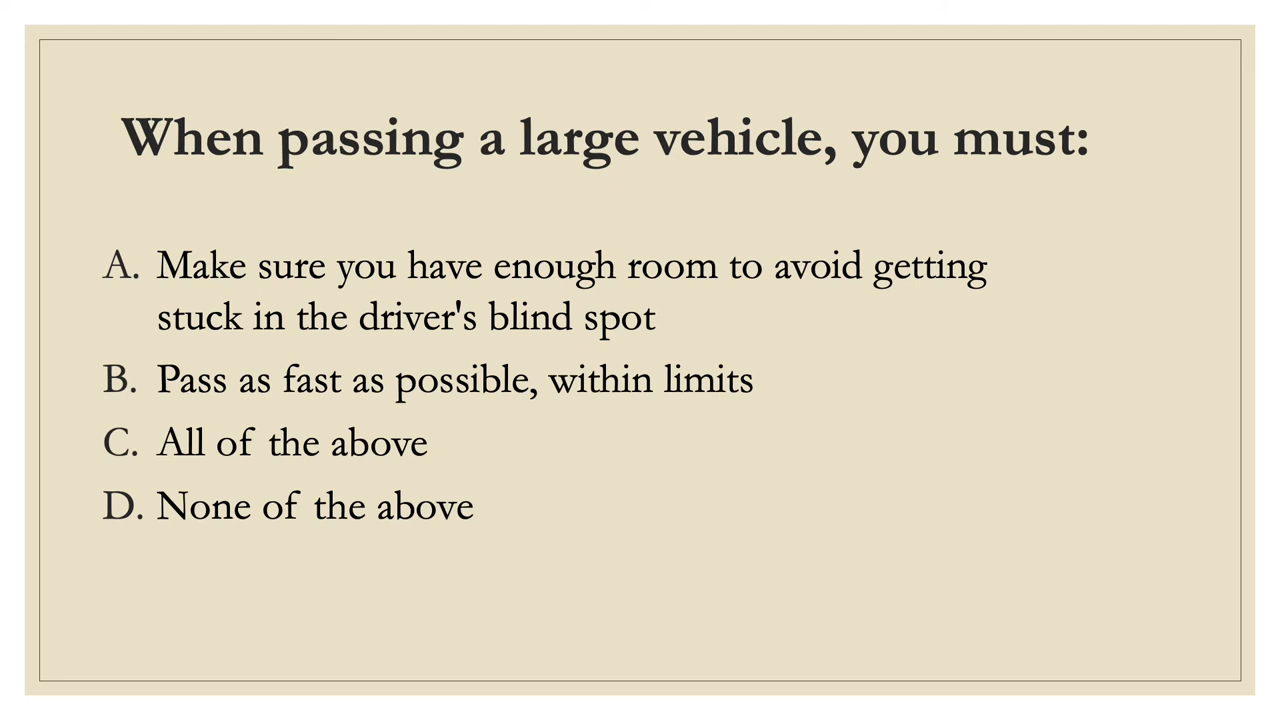 When passing a large vehicle, you must:
A. Make sure you have enough room to avoid getting
stuck in the driver's blind spot
B. Pass as fast as possible, within limits
C. All of the above
D. None of the above